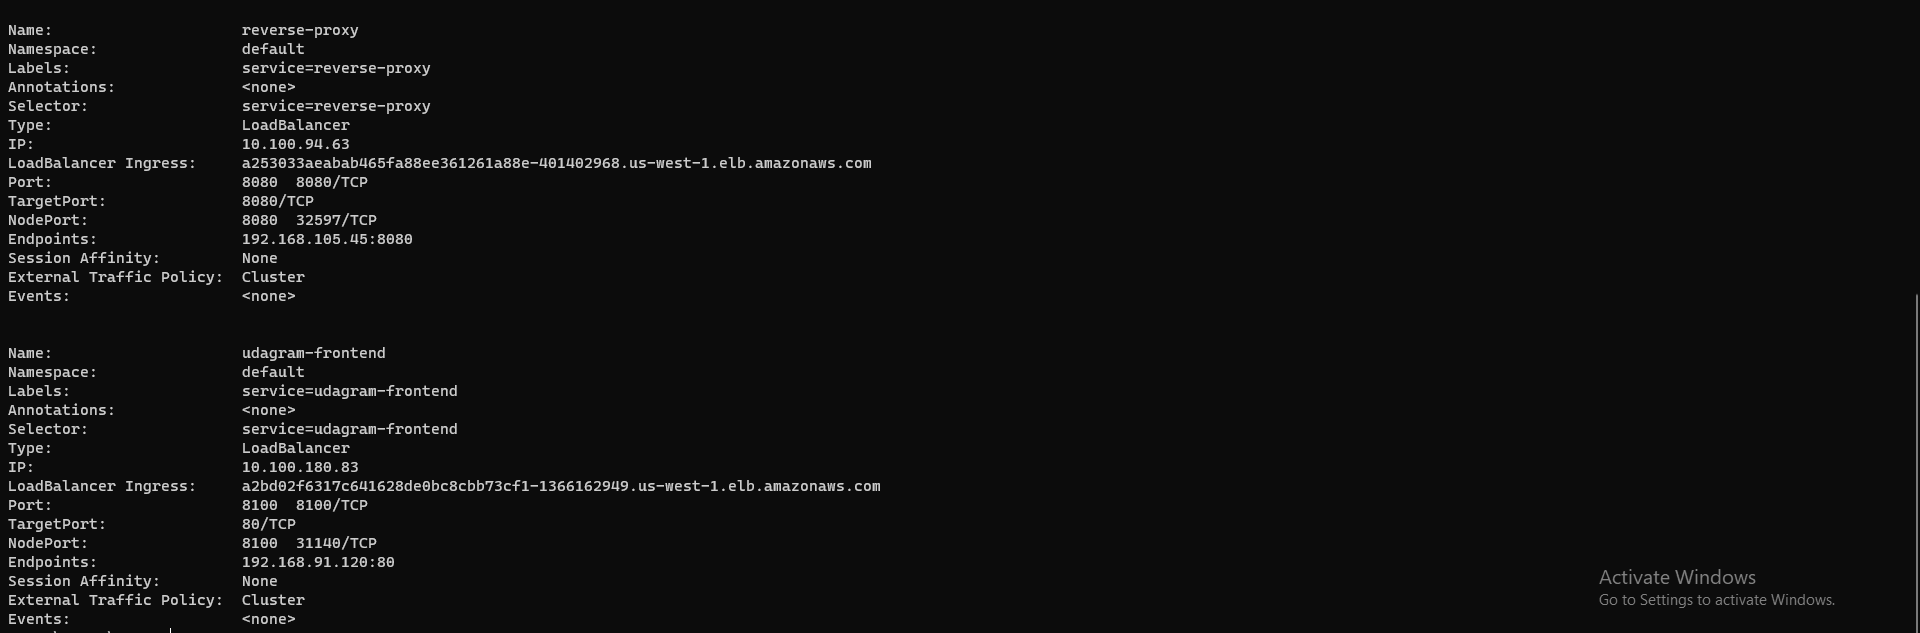 Name: reverse-proxy
Namespace: default
Labels: service=reverse-proxy
Annotations: <none>
Selector: service=reverse-proxy
Type: LoadBalancer
IP: 10.100.94.63
LoadBalancer Ingress: a253033aeabab465fa88ee361261a88e-401402968.us-west-1.elb.amazonaws.com
Port: 8080 8080/TCP
TargetPort: 8080/TCP
NodePort: 8080 32597/TCP
Endpoints: 192.168.105.45:8080
Session Affinity: None
External Traffic Policy: Cluster
Events: <none>
Name: udagram-frontend
Namespace: default
Labels: service=udagram-frontend
Annotations: <none>
Selector: service=udagram-frontend
Type: LoadBalancer
IP: 10.100.180.83
LoadBalancer Ingress: a2bd02f6317c641628de0bc8cbb73cf1-1366162949.us-west-1.elb.amazonaws.com
Port: 8100 8100/TCP
TargetPort: 80/TCP
NodePort: 8100 31140/TCP
Endpoints: 192.168.91.120:80
Session Affinity: None
External Traffic Policy: Cluster
Events: <none>
Activate Windows
Go to Settings to activate Windows.